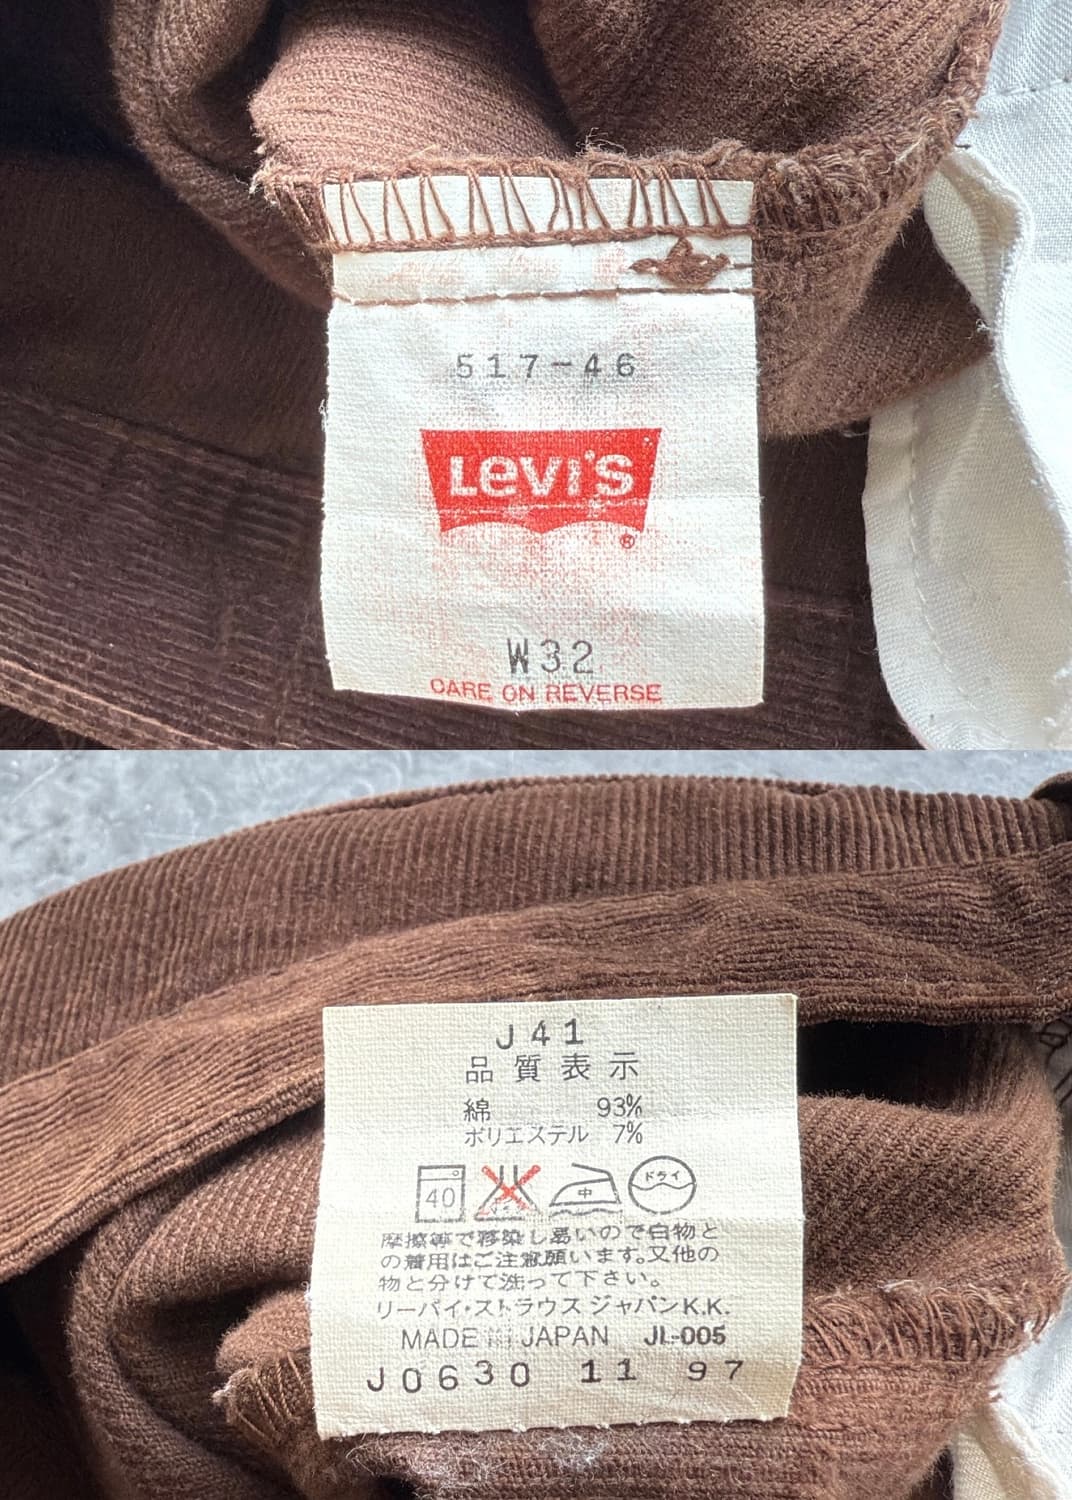 517-46
Levi's
®
W32
CARE ON REVERSE
J41
品質表示
綿 93%
ポリエステル 7%
40 中 ドライ
摩擦等で移染し易いので白物と
の着用はご注意願います。又他の
物と分けて洗って下さい。
リーバイ・ストラウス ジャパンK.K.
MADE IN JAPAN JL-005
J0630 11 97